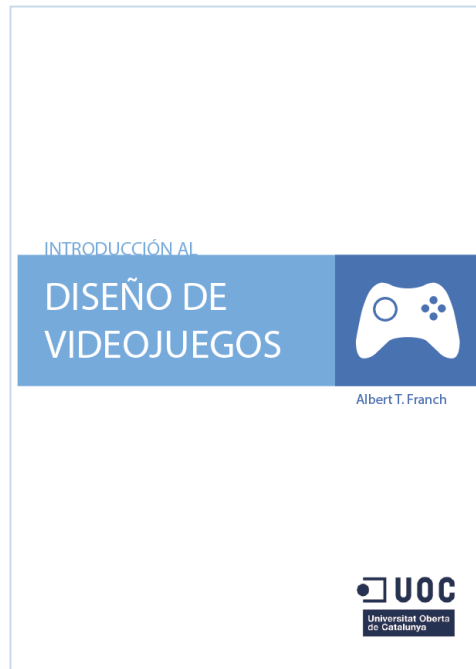 INTRODUCCIÓN AL
DISEÑO DE
VIDEOJUEGOS
Albert T. Franch
UOC
Universitat Oberta
de Catalunya